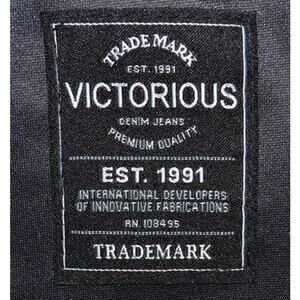 TRADE MARK
EST. 1991
VICTORIOUS
DENIM JEANS
PREMIUM QUALITY
EST. 1991
INTERNATIONAL DEVELOPERS
OF INNOVATIVE FABRICATIONS
RN. 108495
TRADEMARK